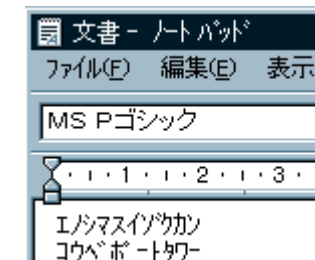 文書 - ﾉｰﾄ ﾊﾟｯﾄﾞ
ﾌｧｲﾙ(F) 編集(E) 表示
MS Pゴシック
1 2 3
ｴﾉｼﾏｽｲｿﾞｸｶﾝ
ｺｳﾍﾞ ﾎﾟｰﾄﾀﾜｰ